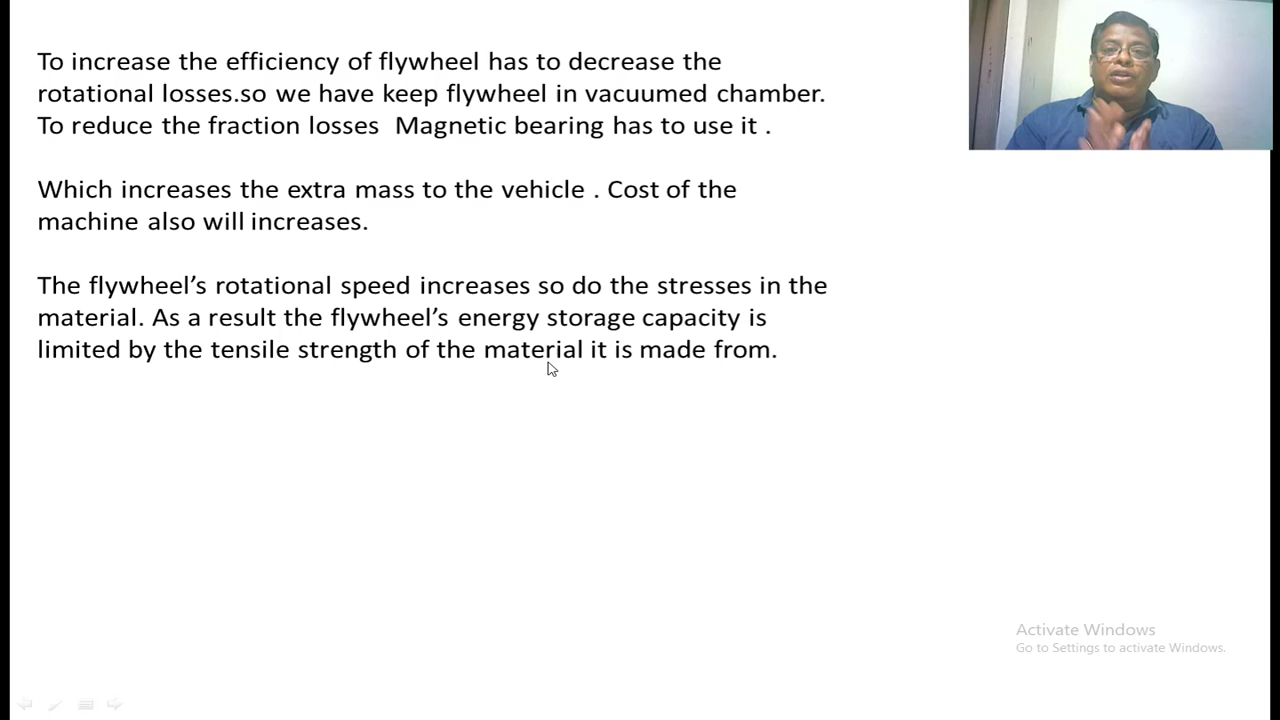 To increase the efficiency of flywheel has to decrease the
rotational losses.so we have keep flywheel in vacuumed chamber.
To reduce the fraction losses  Magnetic bearing has to use it .
Which increases the extra mass to the vehicle . Cost of the
machine also will increases.
The flywheel’s rotational speed increases so do the stresses in the
material. As a result the flywheel’s energy storage capacity is
limited by the tensile strength of the material it is made from.
Activate Windows
Go to Settings to activate Windows.